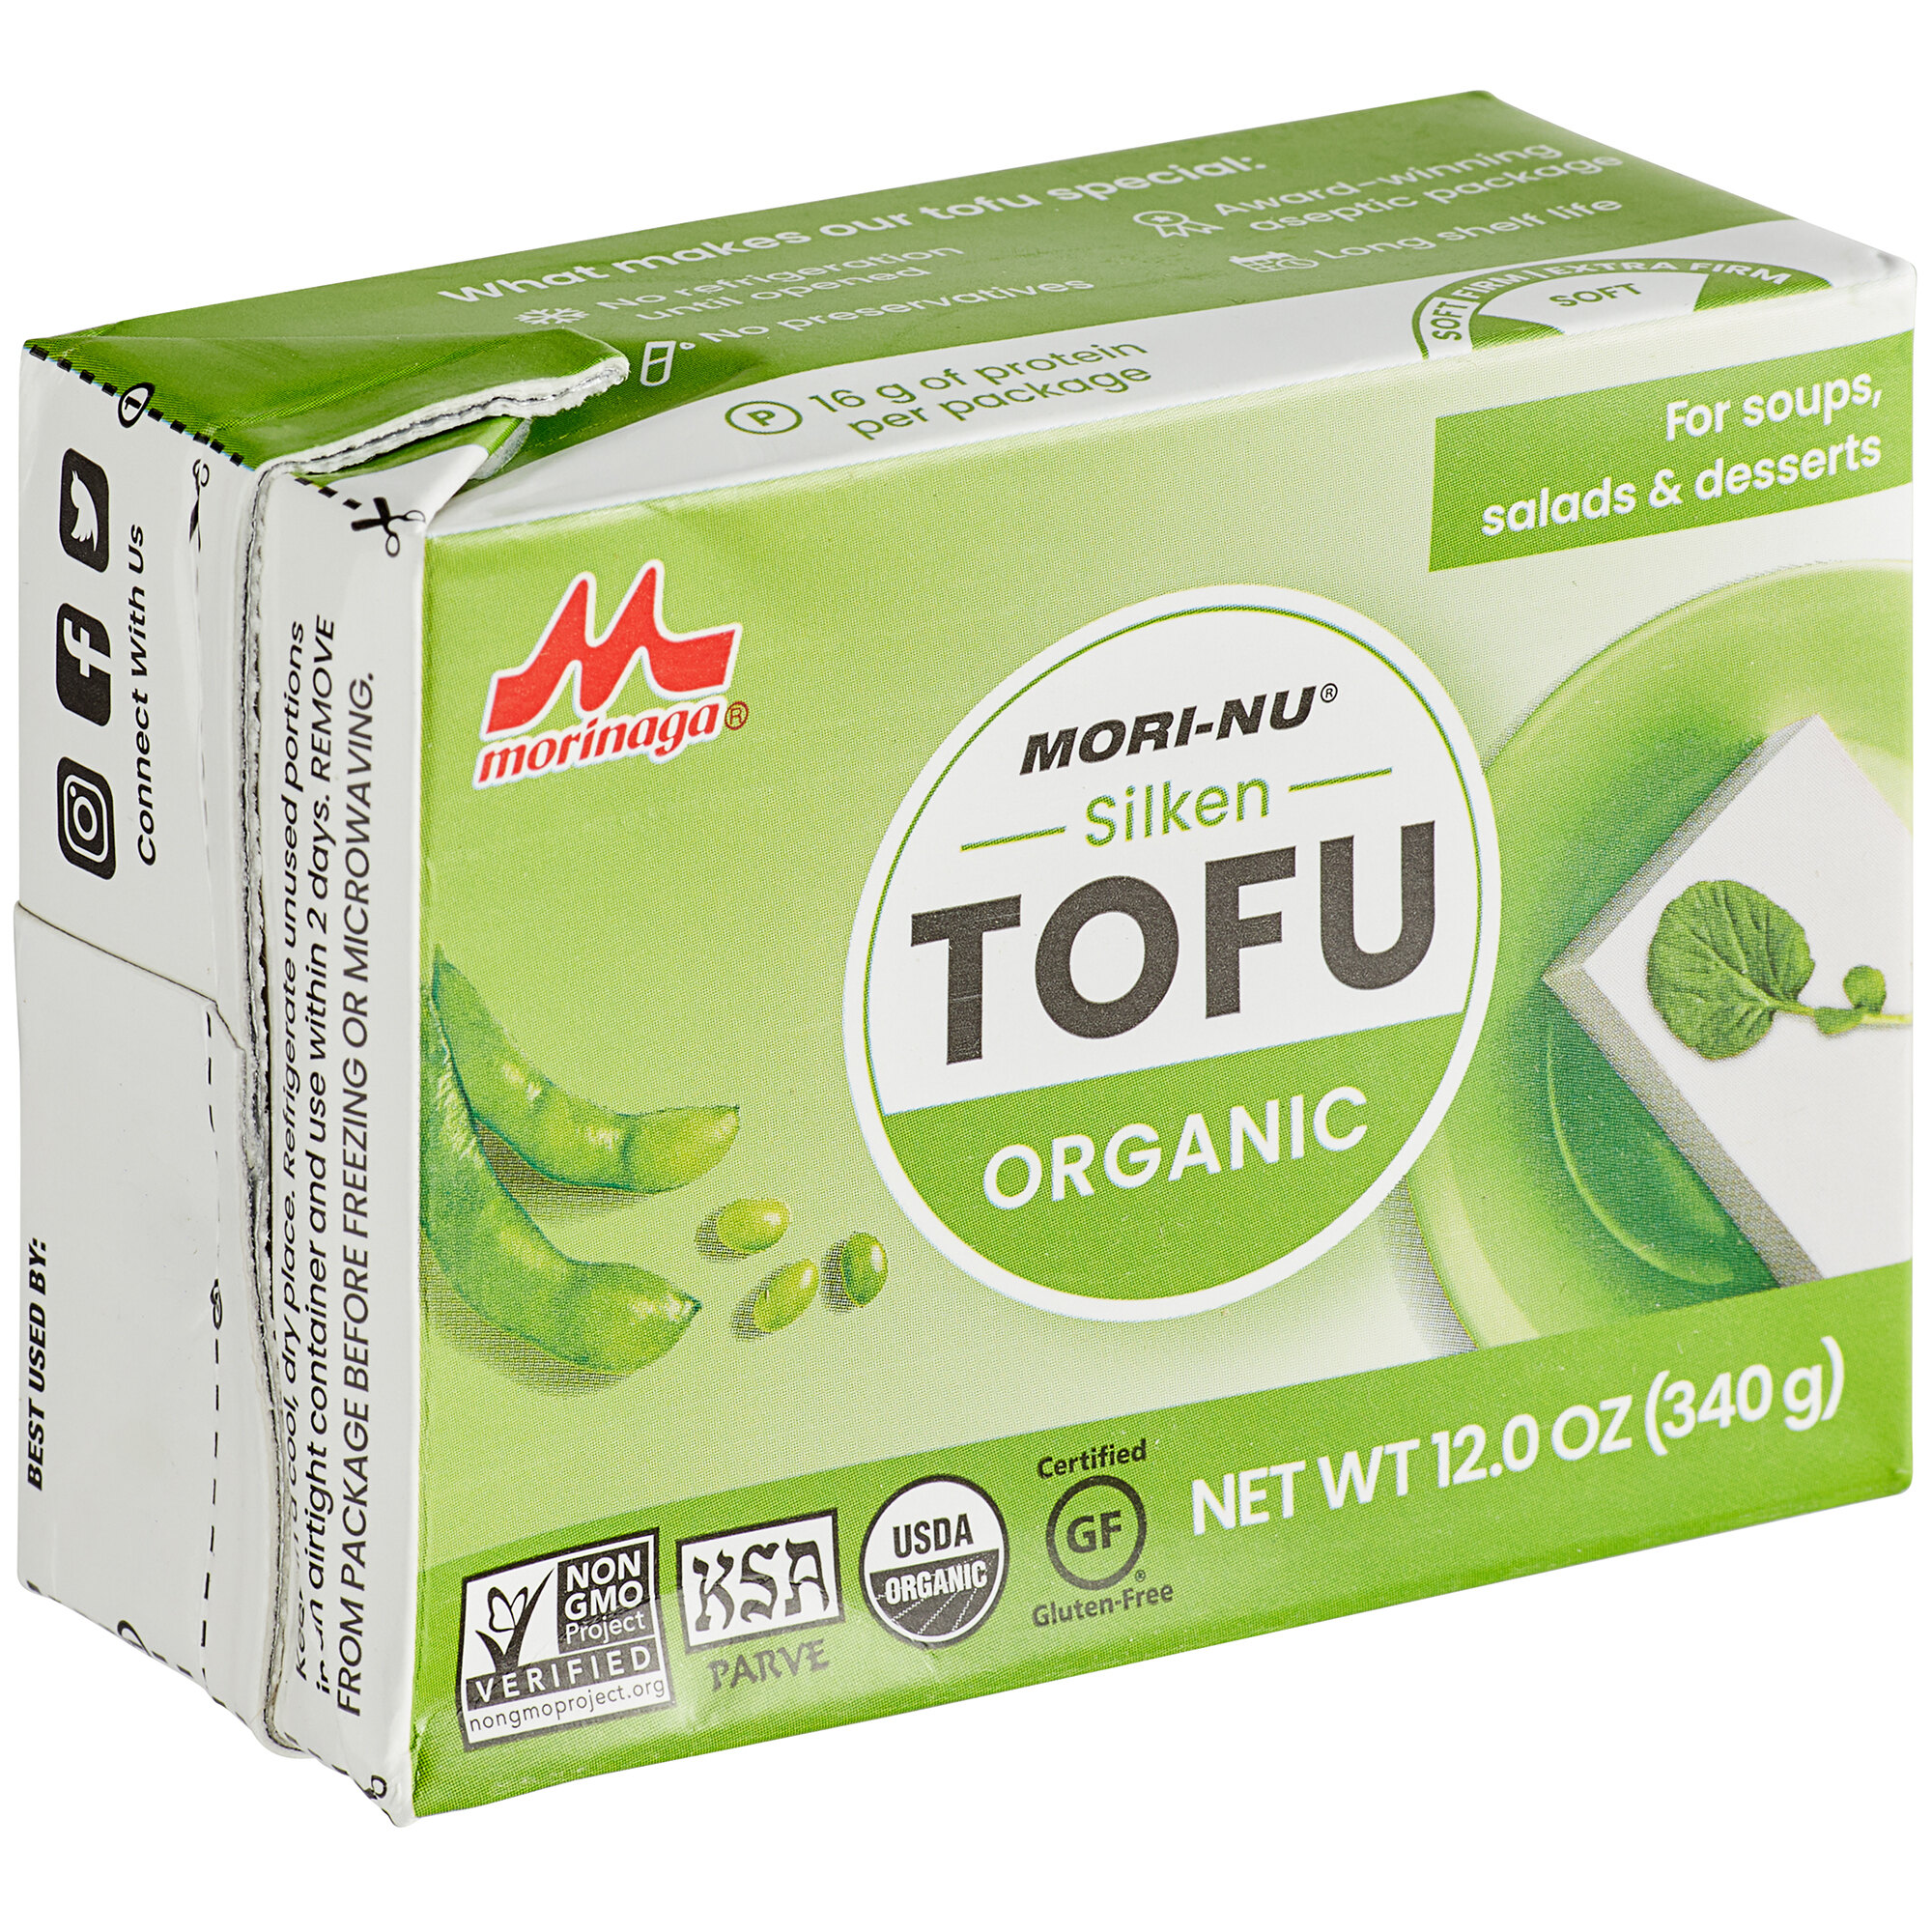 What makes our tofu special:
No refrigeration
until opened
No preservatives
Award-winning
aseptic package
Long shelf life
P 16 g of protein
per package
SOFT FIRM | EXTRA FIRM
SOFT
For soups,
salads & desserts
morinaga®
MORI-NU®
Silken
TOFU
ORGANIC
NET WT 12.0 OZ (340 g)
NON
GMO
Project
VERIFIED
nongmoproject.org
KSA
PARVE
USDA
ORGANIC
Certified
GF®
Gluten-Free
1
Connect With Us
BEST USED BY:
cool, dry place. Refrigerate unused portions
airtight container and use within 2 days. REMOVE
FROM PACKAGE BEFORE FREEZING OR MICROWAVING.